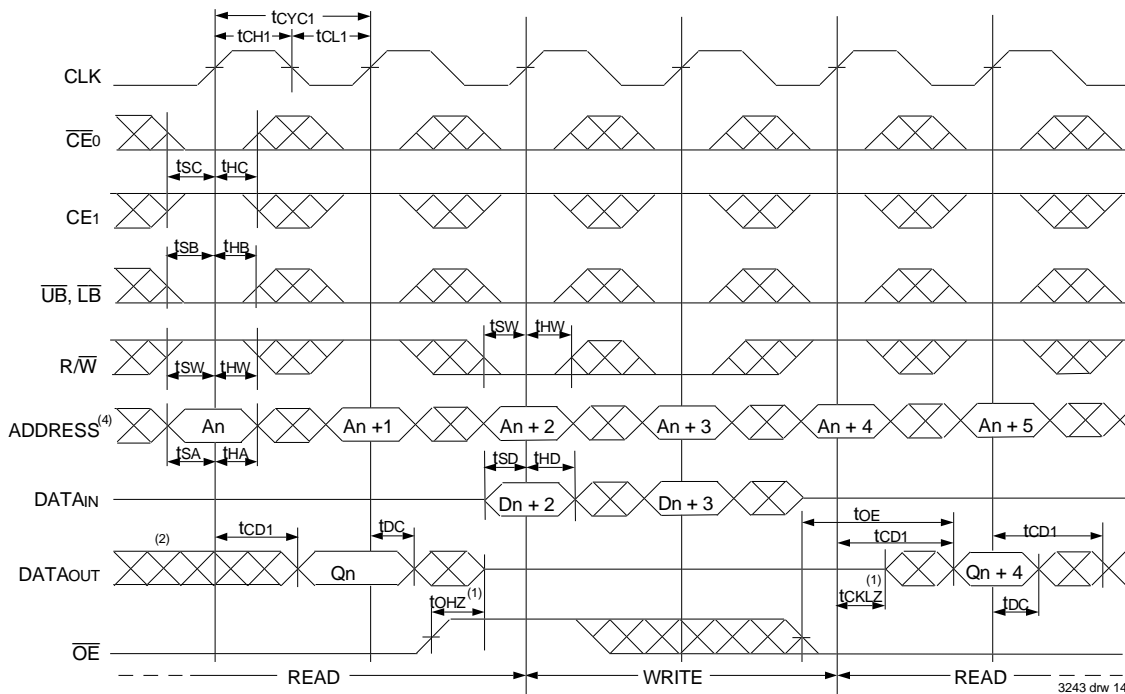 tCYC1
tCH1 tCL1
CLK
CE0
tSC tHC
CE1
tSB tHB
UB, LB
tSW tHW
R/W
tSW tHW
ADDRESS(4) An An +1 An + 2 An + 3 An + 4 An + 5
tSA tHA
tSD tHD
DATAIN Dn + 2 Dn + 3
tOE
tCD1 tDC tCD1 tCD1
(2)
DATAOUT Qn Qn + 4
tOHZ(1) tCKLZ(1) tDC
OE
READ WRITE READ
3243 drw 14